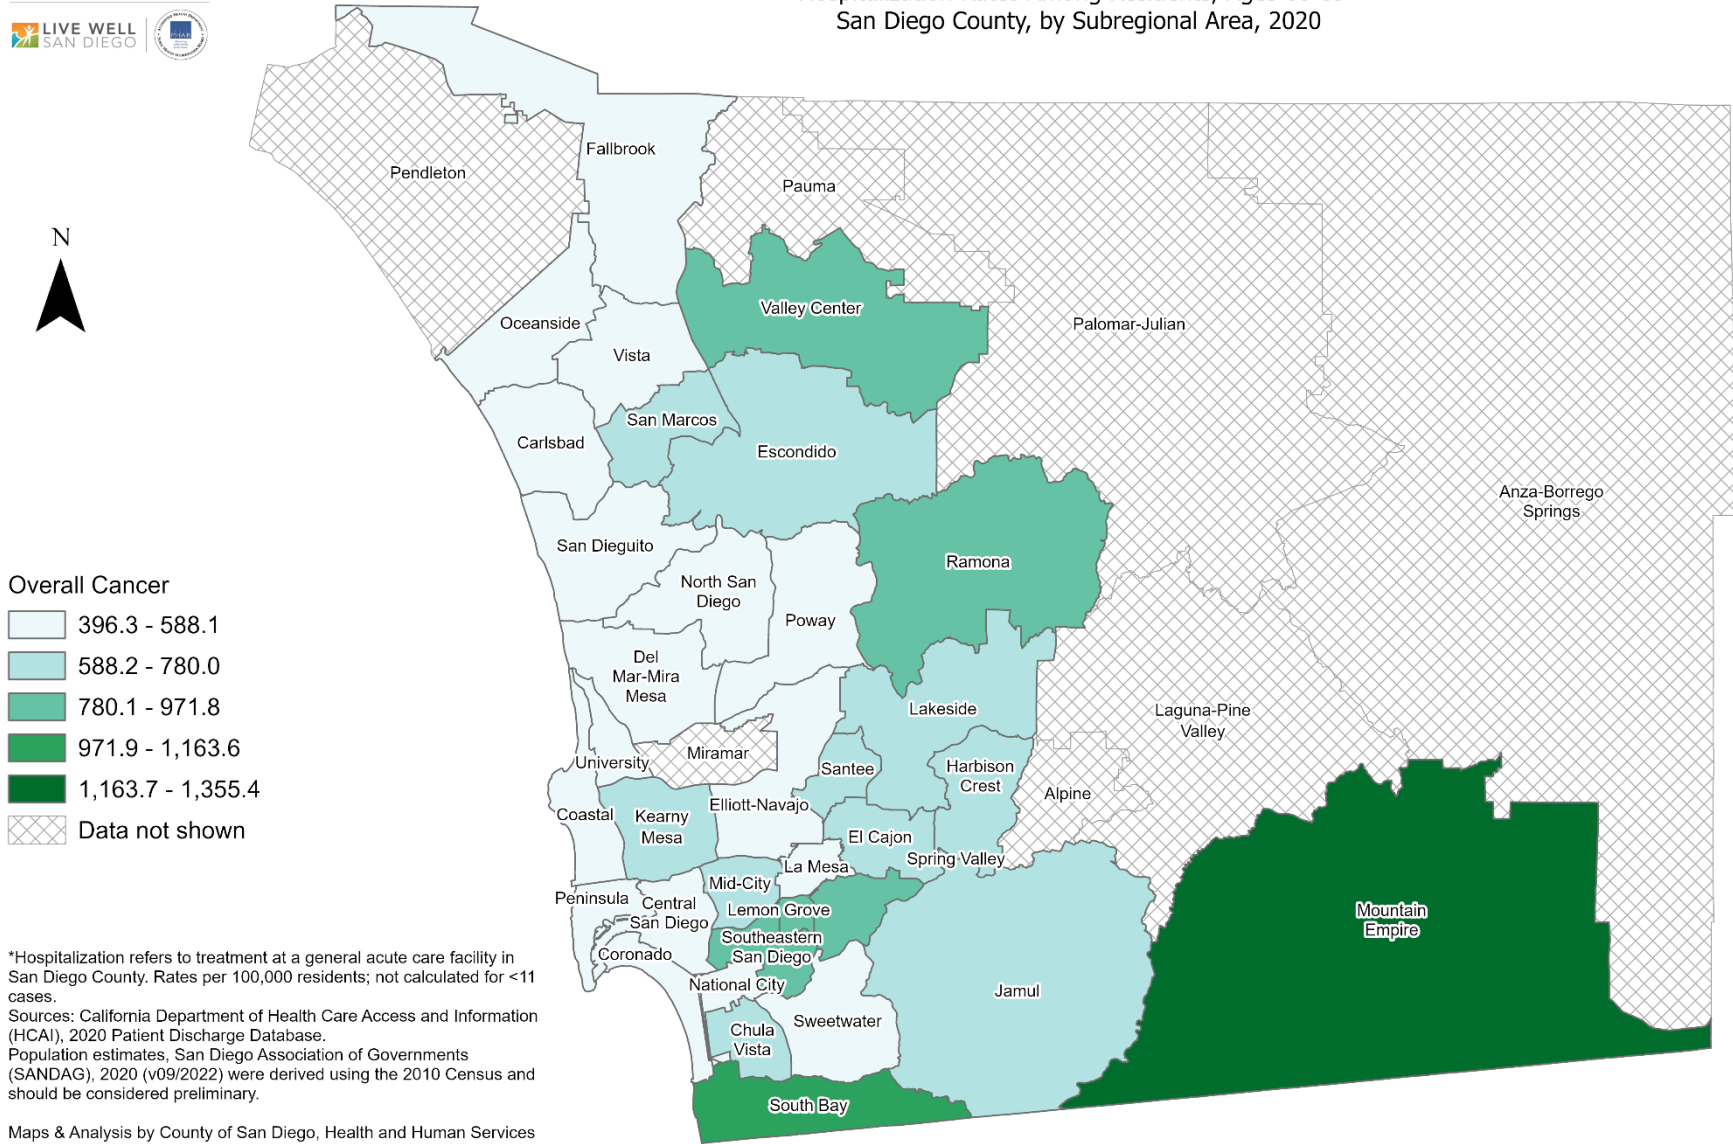 San Diego County, by Subregional Area, 2020
LIVE WELL
SAN DIEGO
PHAB
Fallbrook
Pendleton
Pauma
N
Valley Center
Oceanside
Palomar-Julian
Vista
San Marcos
Carlsbad
Escondido
Anza-Borrego
Springs
San Dieguito
Ramona
North San
Diego
Poway
Del
Mar-Mira
Mesa
Lakeside
Laguna-Pine
Valley
Miramar
University
Santee
Harbison
Crest
Alpine
Elliott-Navajo
Coastal
Kearny
Mesa
El Cajon
Spring Valley
La Mesa
Mid-City
Peninsula
Central
San Diego
Lemon Grove
Mountain
Empire
Southeastern
San Diego
Coronado
National City
Jamul
Sweetwater
Chula
Vista
South Bay
Overall Cancer
396.3 - 588.1
588.2 - 780.0
780.1 - 971.8
971.9 - 1,163.6
1,163.7 - 1,355.4
Data not shown
*Hospitalization refers to treatment at a general acute care facility in
San Diego County. Rates per 100,000 residents; not calculated for <11
cases.
Sources: California Department of Health Care Access and Information
(HCAI), 2020 Patient Discharge Database.
Population estimates, San Diego Association of Governments
(SANDAG), 2020 (v09/2022) were derived using the 2010 Census and
should be considered preliminary.
Maps & Analysis by County of San Diego, Health and Human Services